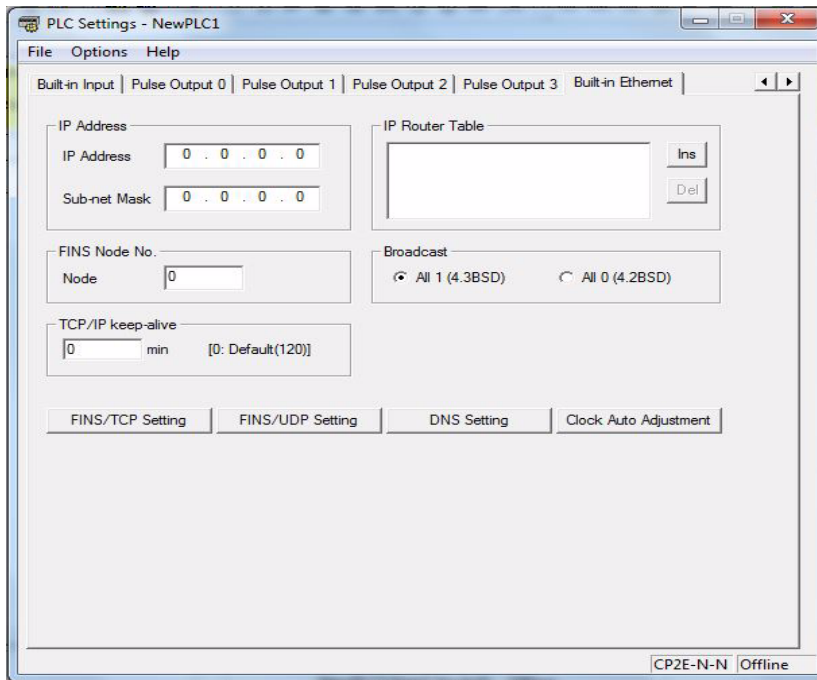 PLC Settings - NewPLC1
File Options Help
Built-in Input Pulse Output 0 Pulse Output 1 Pulse Output 2 Pulse Output 3 Built-in Ethernet
IP Address
IP Address 0 . 0 . 0 . 0
Sub-net Mask 0 . 0 . 0 . 0
IP Router Table
Ins
Del
FINS Node No.
Node 0
Broadcast
All 1 (4.3BSD) All 0 (4.2BSD)
TCP/IP keep-alive
0 min [0: Default(120)]
FINS/TCP Setting FINS/UDP Setting DNS Setting Clock Auto Adjustment
CP2E-N-N Offline